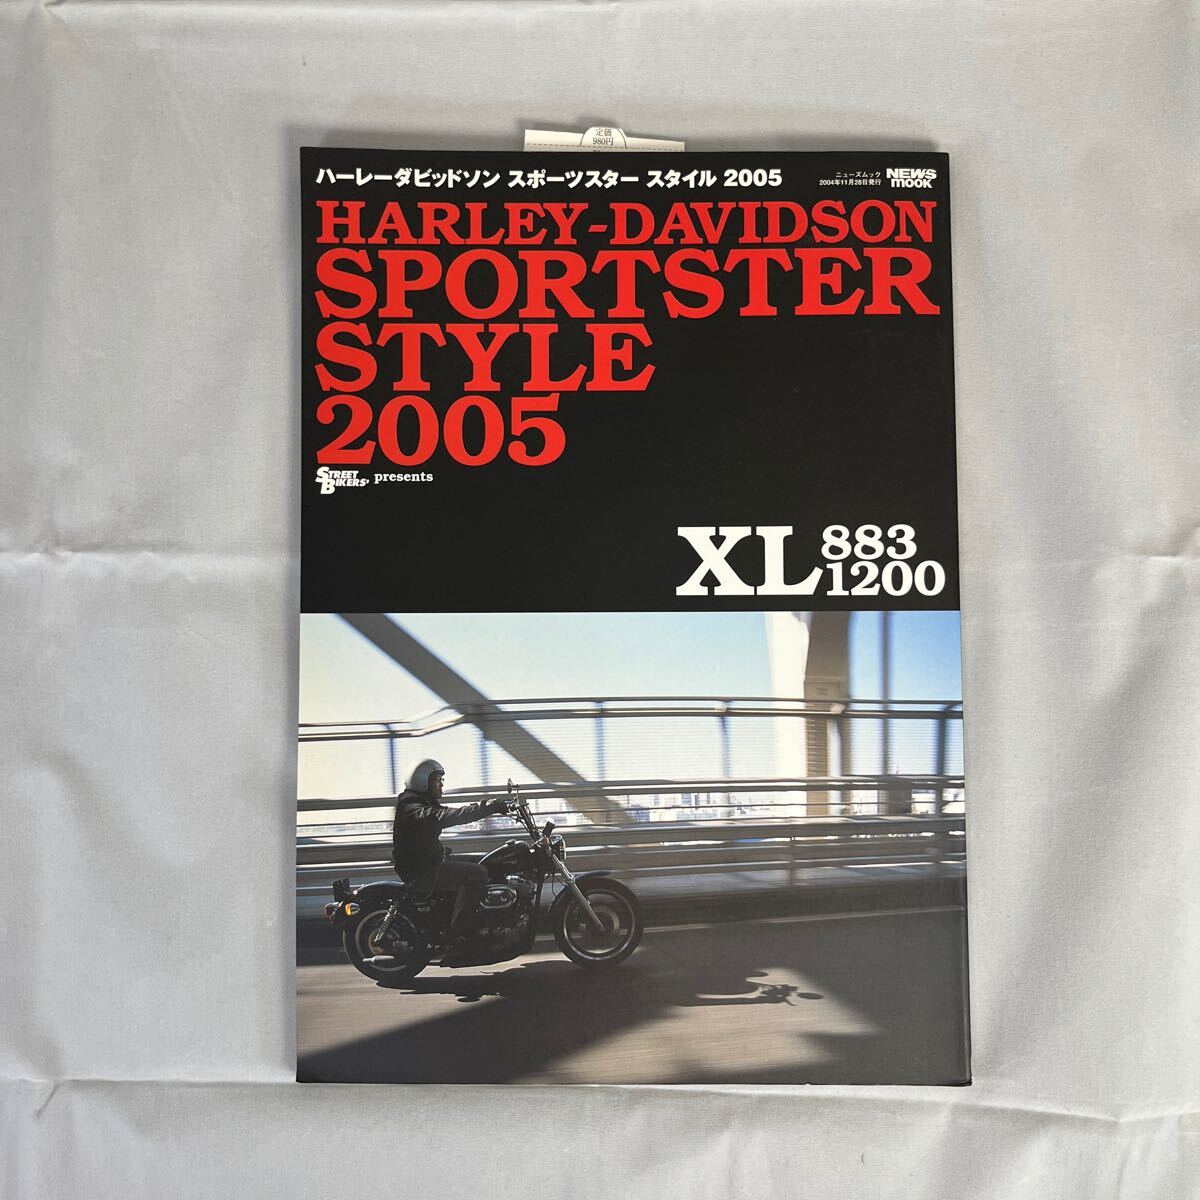 定価
980円
ハーレーダビッドソン スポーツスター スタイル 2005
ニューズムック
2004年11月28日発行
NEWS
mook
HARLEY-DAVIDSON
SPORTSTER
STYLE
2005
STREET
BIKERS' presents
XL 883
1200